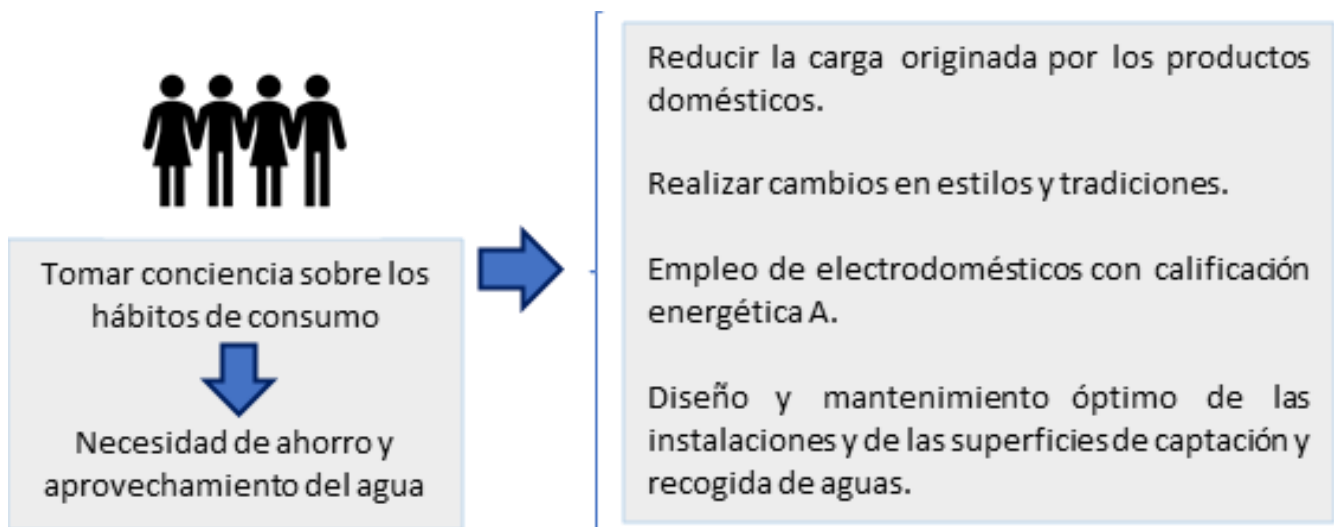 Tomar conciencia sobre los
hábitos de consumo
Necesidad de ahorro y
aprovechamiento del agua
Reducir la carga originada por los productos
domésticos.
Realizar cambios en estilos y tradiciones.
Empleo de electrodomésticos con calificación
energética A.
Diseño y mantenimiento óptimo de las
instalaciones y de las superficies de captación y
recogida de aguas.